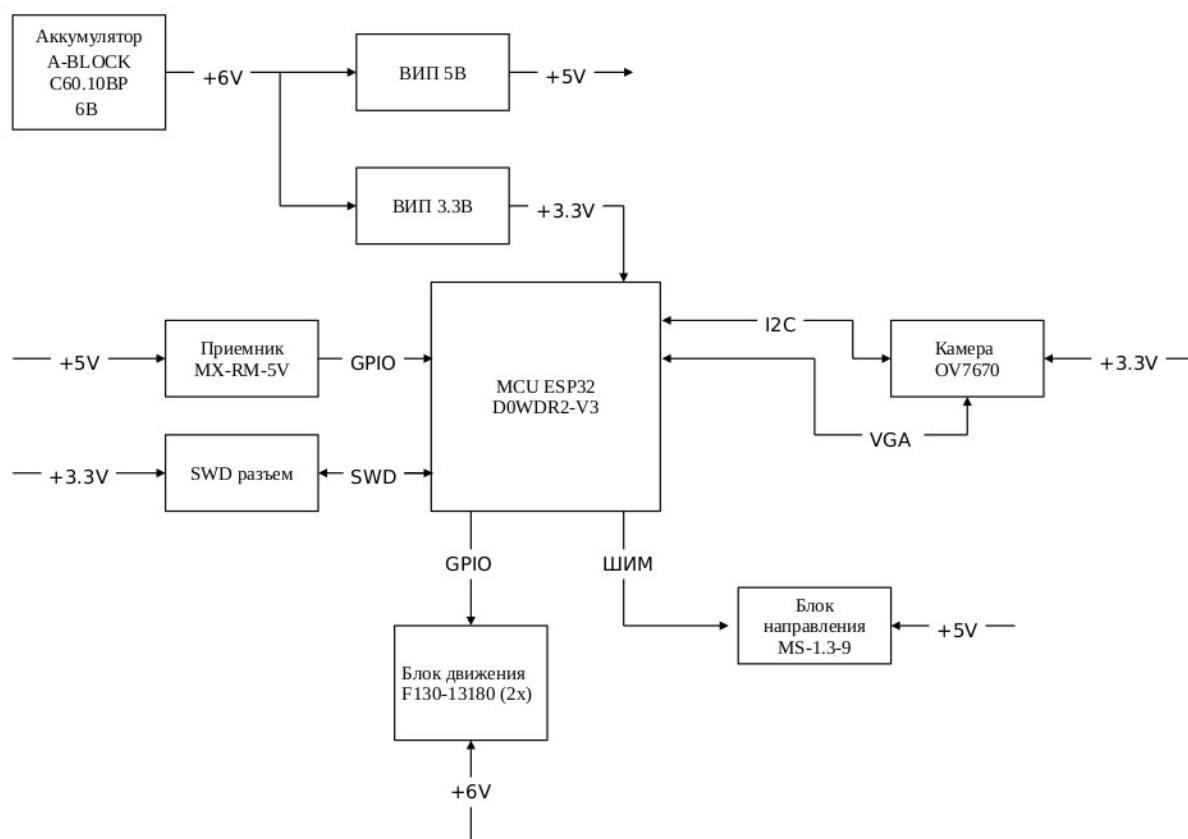 Аккумулятор
A-BLOCK
C60.10BP
6В
+6V
ВИП 5В
+5V
ВИП 3.3В
+3.3V
+5V
Приемник
MX-RM-5V
GPIO
MCU ESP32
D0WDR2-V3
I2C
Камера
OV7670
+3.3V
VGA
+3.3V
SWD разъем
SWD
GPIO
ШИМ
Блок
направления
MS-1.3-9
+5V
Блок движения
F130-13180 (2x)
+6V